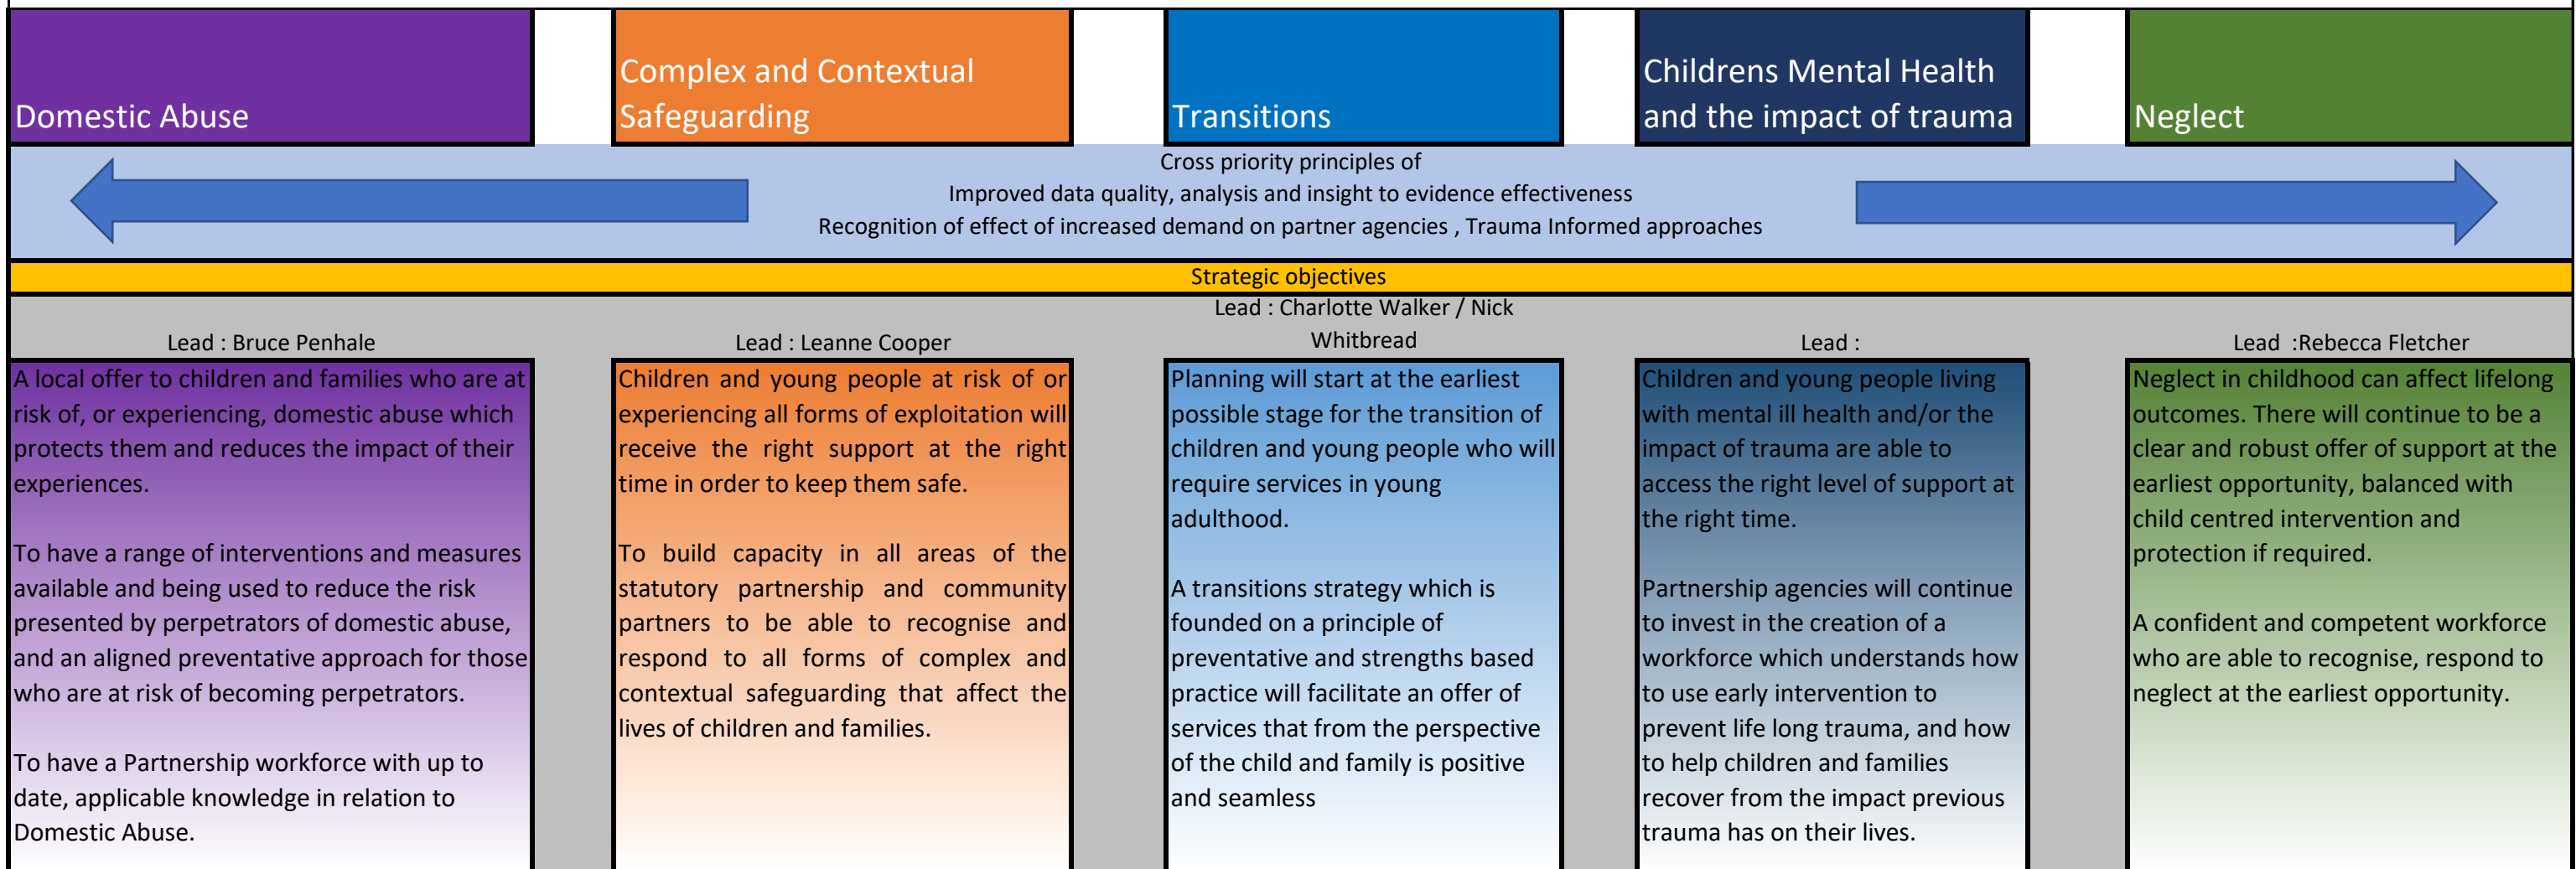 Domestic Abuse
Complex and Contextual
Safeguarding
Transitions
Childrens Mental Health
and the impact of trauma
Neglect
Cross priority principles of
Improved data quality, analysis and insight to evidence effectiveness
Recognition of effect of increased demand on partner agencies , Trauma Informed approaches
Strategic objectives
Lead : Bruce Penhale
A local offer to children and families who are at
risk of, or experiencing, domestic abuse which
protects them and reduces the impact of their
experiences.
To have a range of interventions and measures
available and being used to reduce the risk
presented by perpetrators of domestic abuse,
and an aligned preventative approach for those
who are at risk of becoming perpetrators.
To have a Partnership workforce with up to
date, applicable knowledge in relation to
Domestic Abuse.
Lead : Leanne Cooper
Children and young people at risk of or
experiencing all forms of exploitation will
receive the right support at the right
time in order to keep them safe.
To build capacity in all areas of the
statutory partnership and community
partners to be able to recognise and
respond to all forms of complex and
contextual safeguarding that affect the
lives of children and families.
Lead : Charlotte Walker / Nick
Whitbread
Planning will start at the earliest
possible stage for the transition of
children and young people who will
require services in young
adulthood.
A transitions strategy which is
founded on a principle of
preventative and strengths based
practice will facilitate an offer of
services that from the perspective
of the child and family is positive
and seamless
Lead :
Children and young people living
with mental ill health and/or the
impact of trauma are able to
access the right level of support at
the right time.
Partnership agencies will continue
to invest in the creation of a
workforce which understands how
to use early intervention to
prevent life long trauma, and how
to help children and families
recover from the impact previous
trauma has on their lives.
Lead  :Rebecca Fletcher
Neglect in childhood can affect lifelong
outcomes. There will continue to be a
clear and robust offer of support at the
earliest opportunity, balanced with
child centred intervention and
protection if required.
A confident and competent workforce
who are able to recognise, respond to
neglect at the earliest opportunity.